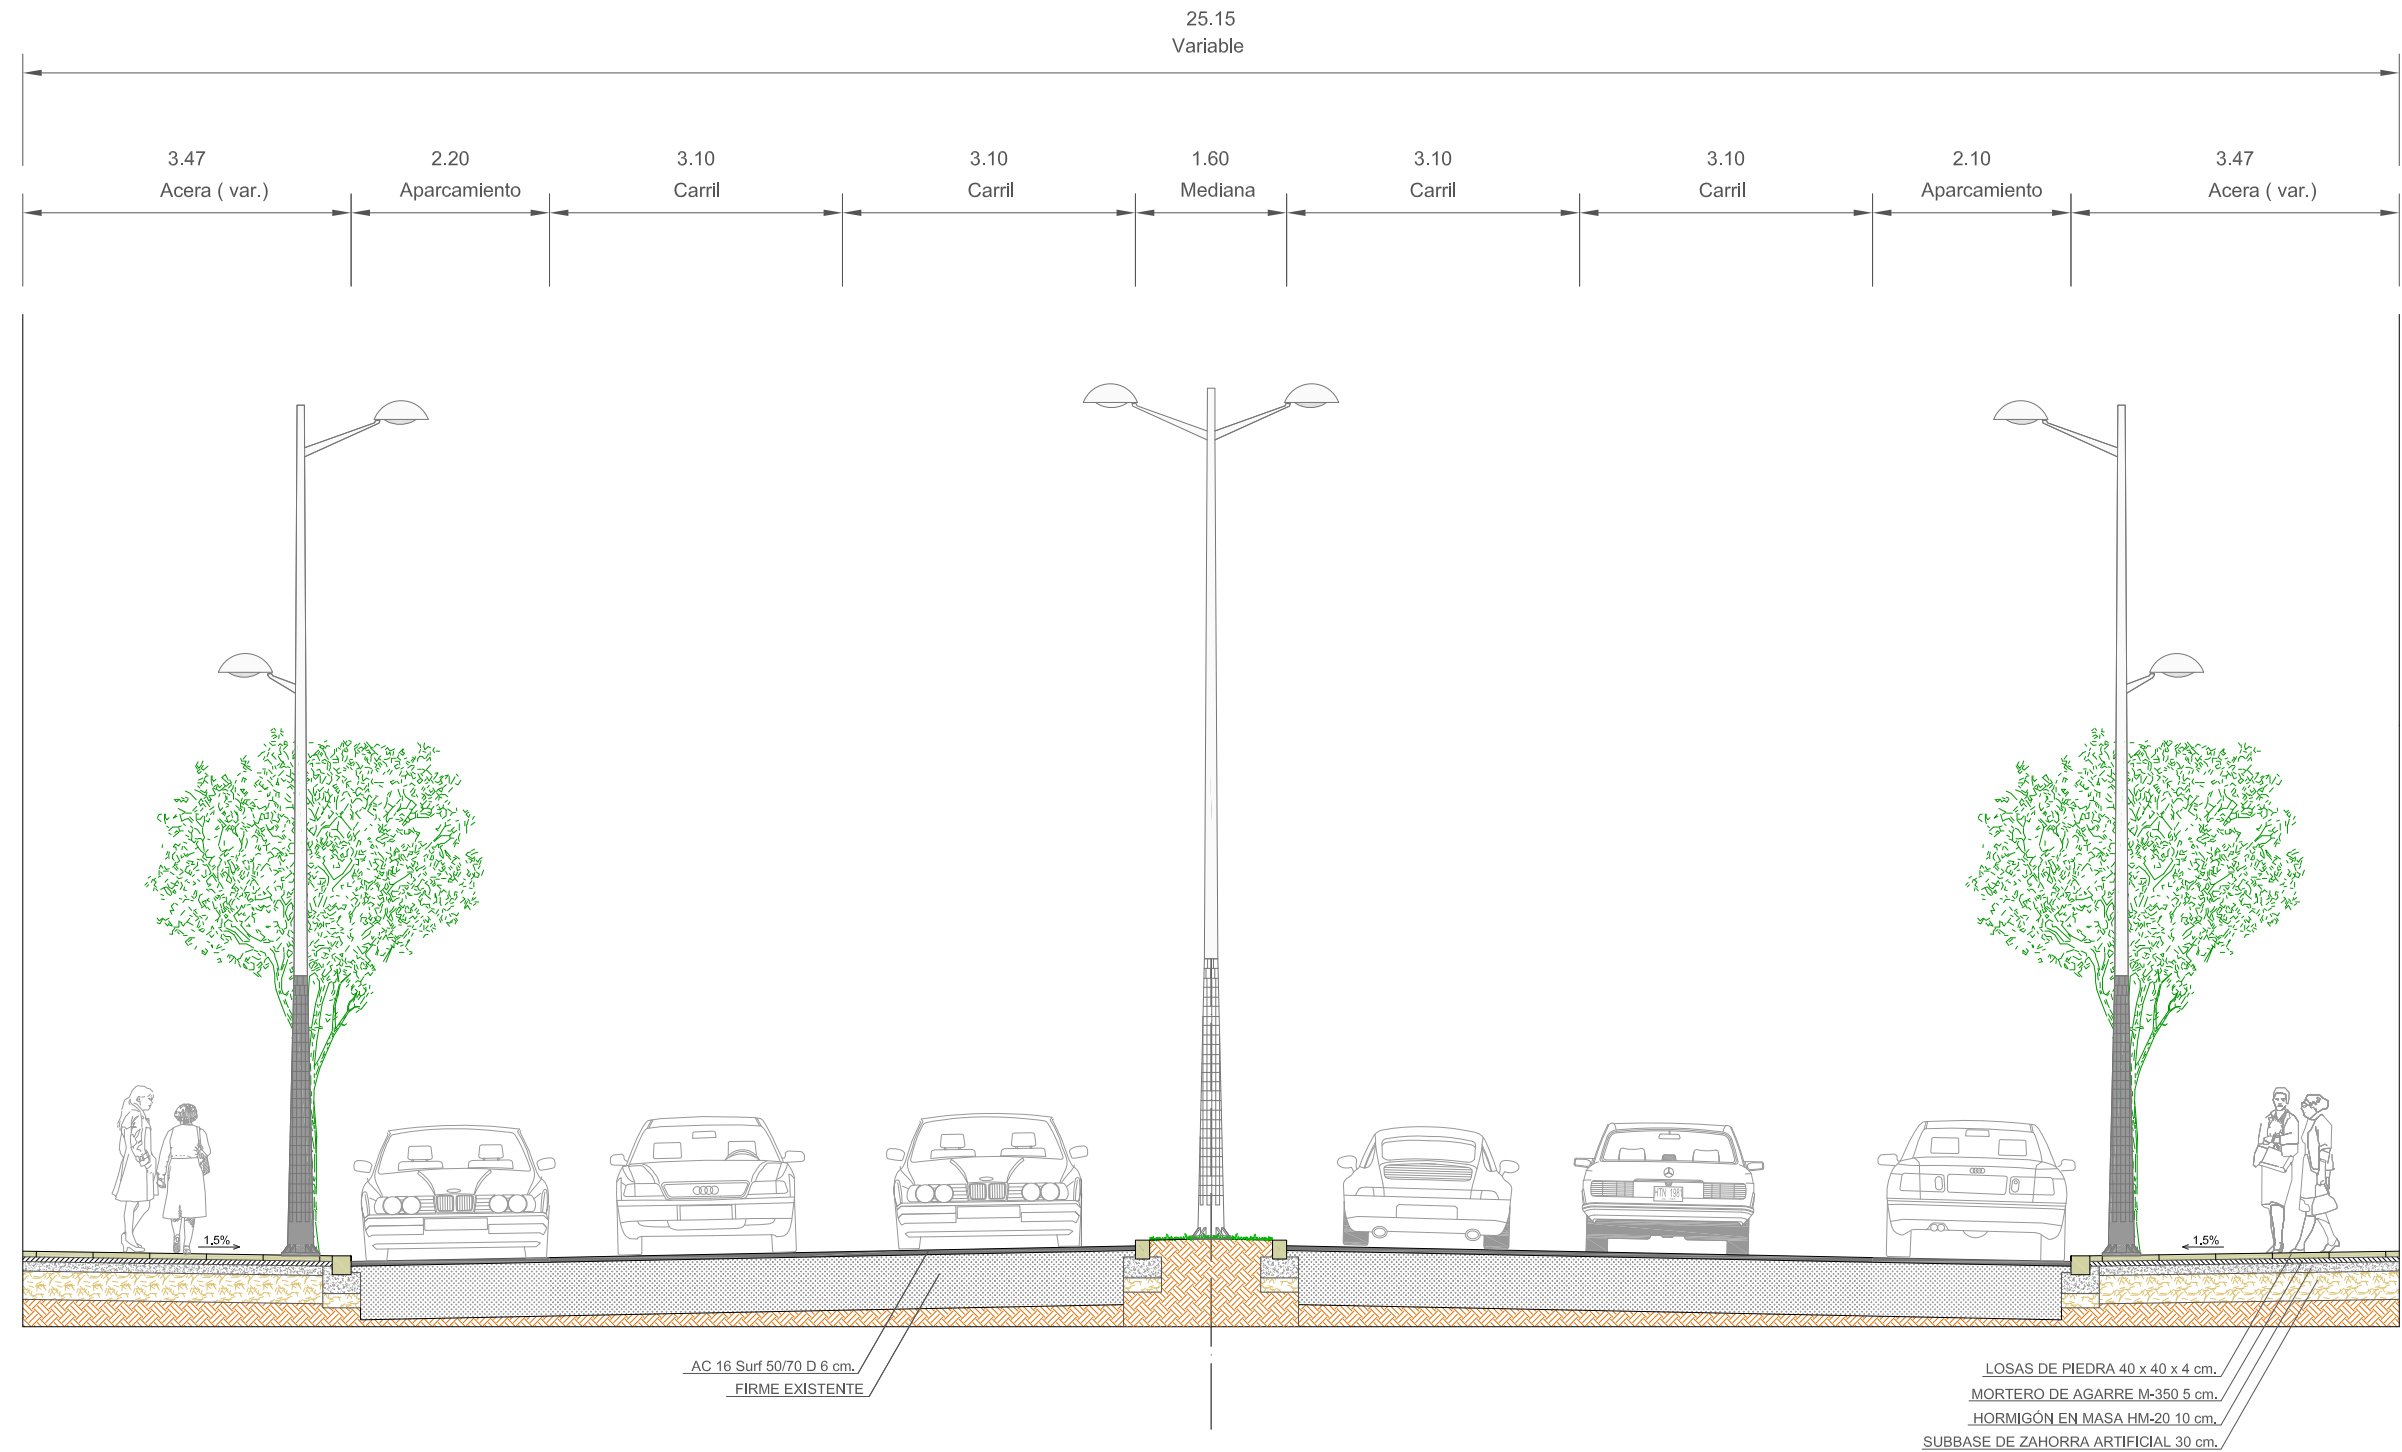 25.15
Variable
3.47 2.20 3.10 3.10 1.60 3.10 3.10 2.10 3.47
Acera ( var.) Aparcamiento Carril Carril Mediana Carril Carril Aparcamiento Acera ( var.)
HTN 198
1.5% 1.5%
AC 16 Surf 50/70 D 6 cm.
FIRME EXISTENTE
LOSAS DE PIEDRA 40 x 40 x 4 cm.
MORTERO DE AGARRE M-350 5 cm.
HORMIGÓN EN MASA HM-20 10 cm.
SUBBASE DE ZAHORRA ARTIFICIAL 30 cm.